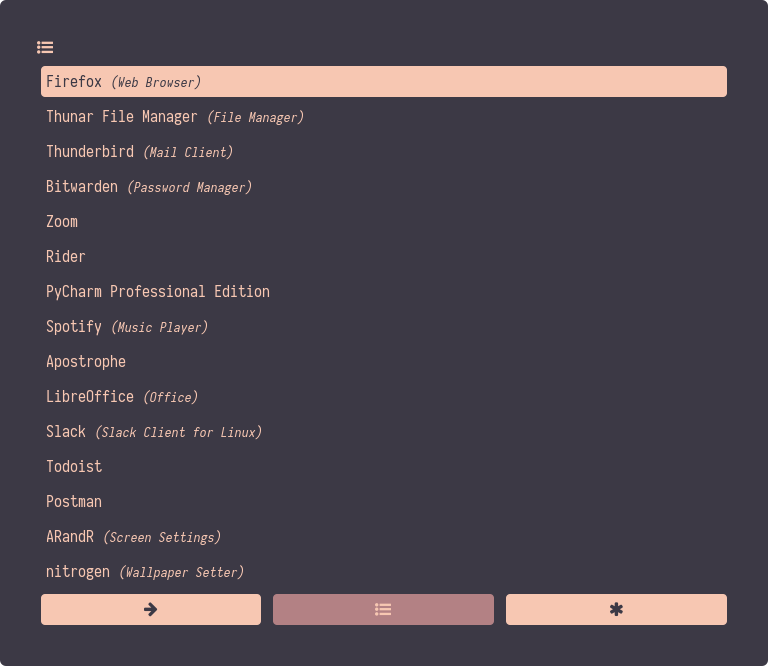 Firefox (Web Browser)
Thunar File Manager (File Manager)
Thunderbird (Mail Client)
Bitwarden (Password Manager)
Zoom
Rider
PyCharm Professional Edition
Spotify (Music Player)
Apostrophe
LibreOffice (Office)
Slack (Slack Client for Linux)
Todoist
Postman
ARandR (Screen Settings)
nitrogen (Wallpaper Setter)